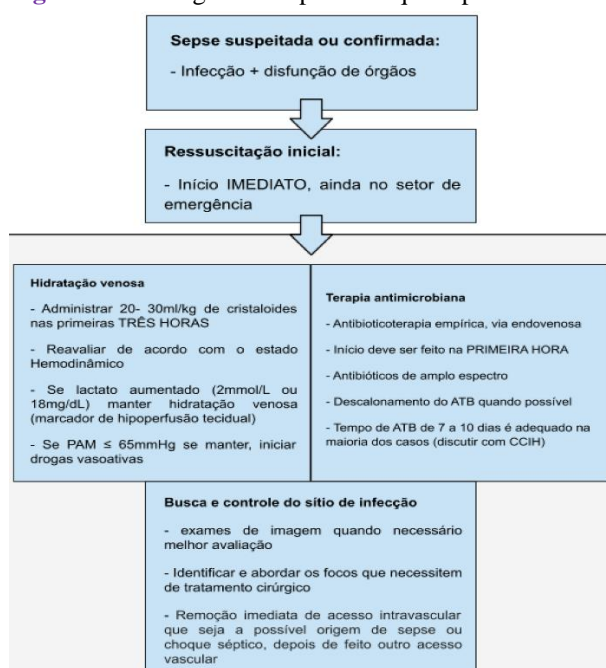 Sepse suspeitada ou confirmada:
- Infecção + disfunção de órgãos
Ressuscitação inicial:
- Início IMEDIATO, ainda no setor de
emergência
Hidratação venosa
- Administrar 20- 30ml/kg de cristaloides
nas primeiras TRÊS HORAS
- Reavaliar de acordo com o estado
Hemodinâmico
- Se lactato aumentado (2mmol/L ou
18mg/dL) manter hidratação venosa
(marcador de hipoperfusão tecidual)
- Se PAM ≤ 65mmHg se manter, iniciar
drogas vasoativas
Terapia antimicrobiana
- Antibioticoterapia empírica, via endovenosa
- Início deve ser feito na PRIMEIRA HORA
- Antibióticos de amplo espectro
- Descalonamento do ATB quando possível
- Tempo de ATB de 7 a 10 dias é adequado na
maioria dos casos (discutir com CCIH)
Busca e controle do sítio de infecção
- exames de imagem quando necessário
melhor avaliação
- Identificar e abordar os focos que necessitem
de tratamento cirúrgico
- Remoção imediata de acesso intravascular
que seja a possível origem de sepse ou
choque séptico, depois de feito outro acesso
vascular